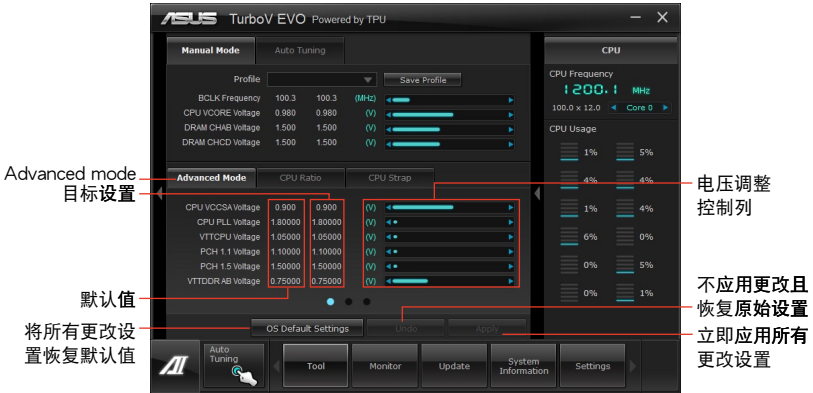 ASUS TurboV EVO Powered by TPU
Manual Mode Auto Tuning
Profile Save Profile
BCLK Frequency 100.3 100.3 (MHz)
CPU VCORE Voltage 0.980 0.980 (V)
DRAM CHAB Voltage 1.500 1.500 (V)
DRAM CHCD Voltage 1.500 1.500 (V)
Advanced Mode CPU Ratio CPU Strap
CPU VCCSA Voltage 0.900 0.900 (V)
CPU PLL Voltage 1.80000 1.80000 (V)
VTTCPU Voltage 1.05000 1.05000 (V)
PCH 1.1 Voltage 1.10000 1.10000 (V)
PCH 1.5 Voltage 1.50000 1.50000 (V)
VTTDDR AB Voltage 0.75000 0.75000 (V)
OS Default Settings Undo Apply
CPU
CPU Frequency
1200.1 MHz
100.0 x 12.0 Core 0
CPU Usage
1% 5%
4% 4%
1% 4%
6% 0%
0% 5%
0% 1%
AI
Auto
Tuning
Tool Monitor Update System
Information Settings
Advanced mode
目标设置
默认值
将所有更改设
置恢复默认值
电压调整
控制列
不应用更改且
恢复原始设置
立即应用所有
更改设置